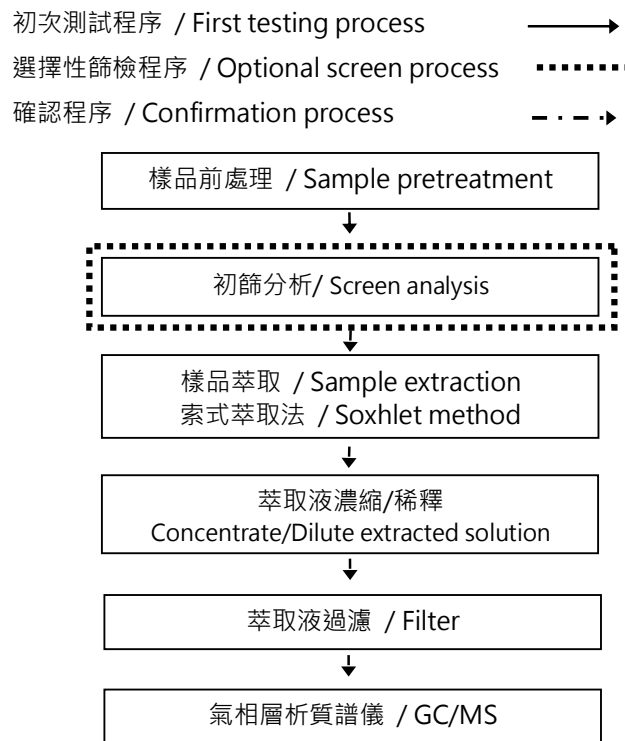 初次測試程序 / First testing process
選擇性篩檢程序 / Optional screen process
確認程序 / Confirmation process
樣品前處理 / Sample pretreatment
初篩分析/ Screen analysis
樣品萃取 / Sample extraction
索式萃取法 / Soxhlet method
萃取液濃縮/稀釋
Concentrate/Dilute extracted solution
萃取液過濾 / Filter
氣相層析質譜儀 / GC/MS